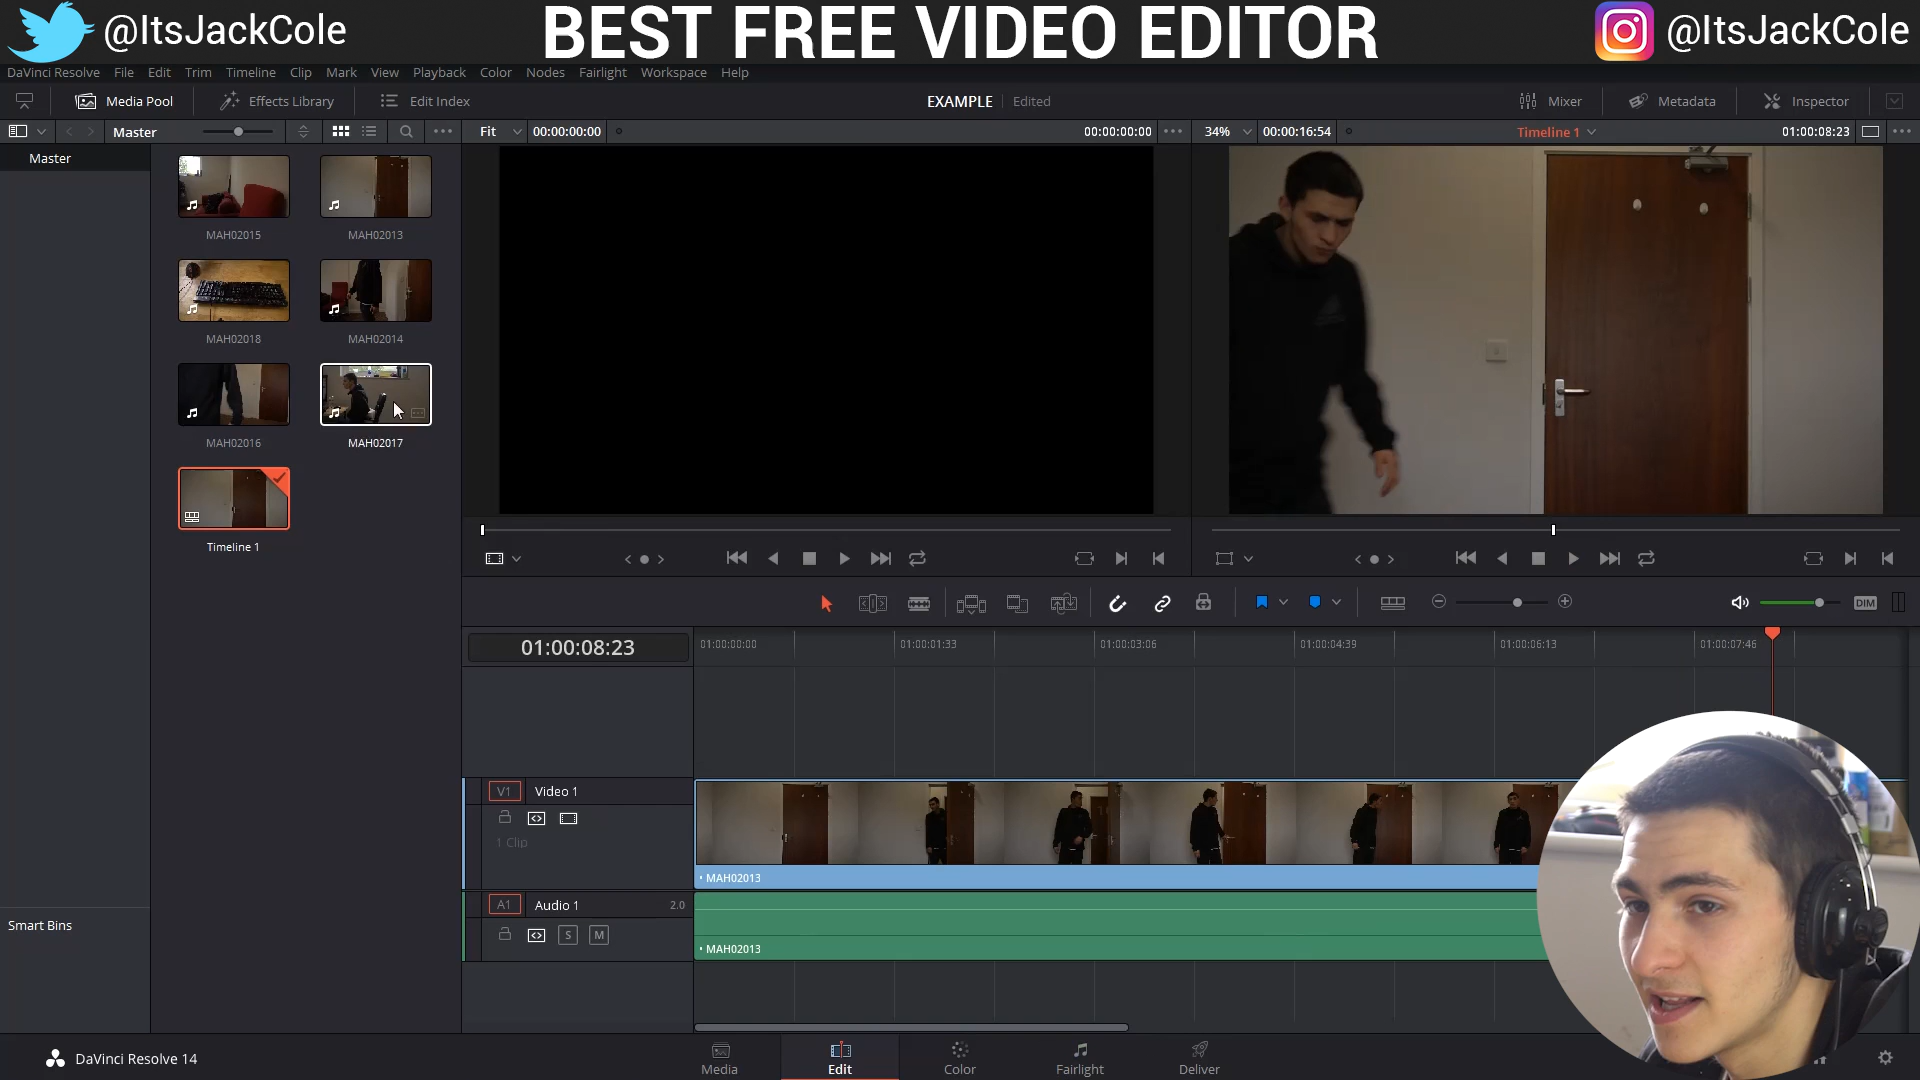 @ItsJackCole
BEST FREE VIDEO EDITOR
@ItsJackCole
DaVinci Resolve File Edit Trim Timeline Clip Mark View Playback Color Nodes Fairlight Workspace Help
Media Pool Effects Library Edit Index EXAMPLE Edited Mixer Metadata Inspector
Master Fit 00:00:00:00 00:00:00:00 34% 00:00:16:54 Timeline 1 01:00:08:23
Master
MAH02015 MAH02013
MAH02018 MAH02014
MAH02016 MAH02017
Timeline 1
DIM
01:00:08:23 01:00:00:00 01:00:01:33 01:00:03:06 01:00:04:39 01:00:06:13 01:00:07:46
V1 Video 1
1 Clip
MAH02013
A1 Audio 1 2.0
S M
MAH02013
Smart Bins
DaVinci Resolve 14
Media Edit Color Fairlight Deliver